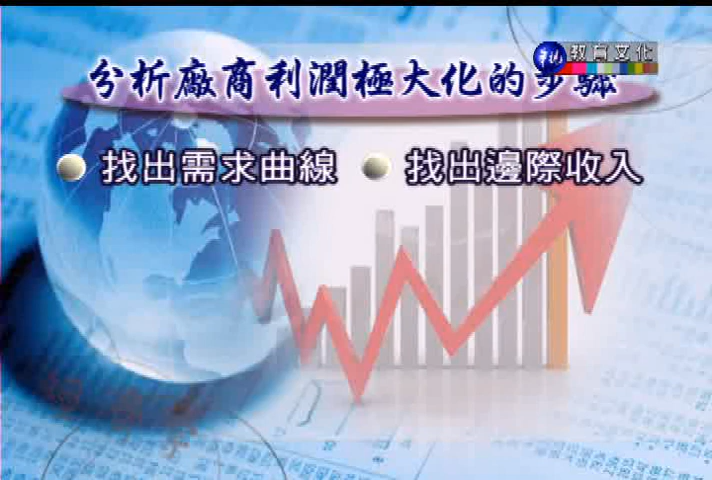 分析廠商利潤極大化的步驟
教育文化
找出需求曲線
找出邊際收入